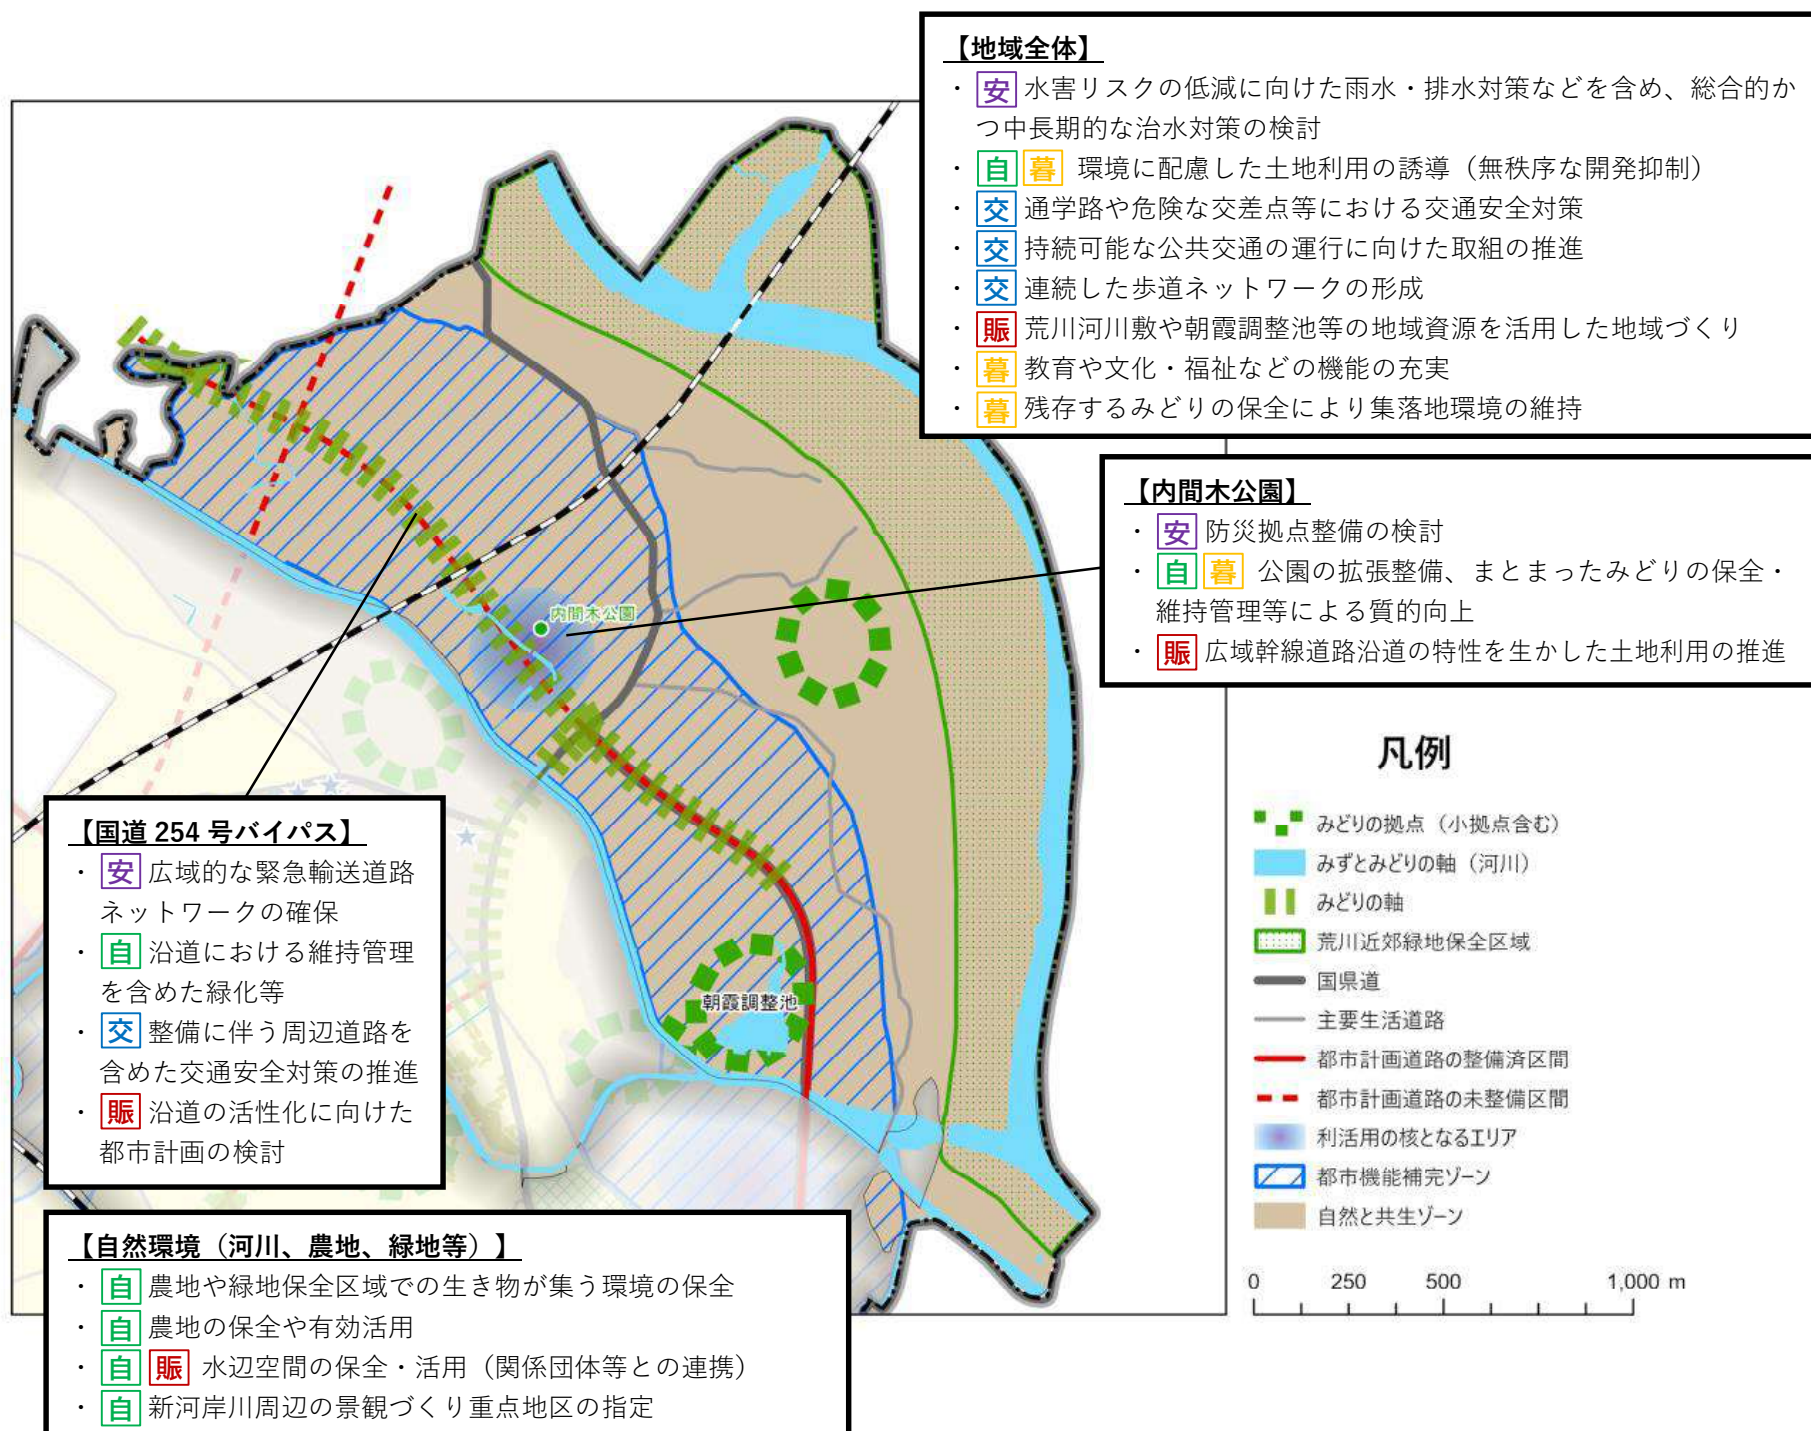 【地域全体】
・安 水害リスクの低減に向けた雨水・排水対策などを含め、総合的か
つ中長期的な治水対策の検討
・自 暮 環境に配慮した土地利用の誘導（無秩序な開発抑制）
・交 通学路や危険な交差点等における交通安全対策
・交 持続可能な公共交通の運行に向けた取組の推進
・交 連続した歩道ネットワークの形成
・賑 荒川河川敷や朝霞調整池等の地域資源を活用した地域づくり
・暮 教育や文化・福祉などの機能の充実
・暮 残存するみどりの保全により集落地環境の維持
【内間木公園】
・安 防災拠点整備の検討
・自 暮 公園の拡張整備、まとまったみどりの保全・
維持管理等による質的向上
・賑 広域幹線道路沿道の特性を生かした土地利用の推進
内間木公園
朝霞調整池
【国道 254 号バイパス】
・安 広域的な緊急輸送道路
ネットワークの確保
・自 沿道における維持管理
を含めた緑化等
・交 整備に伴う周辺道路を
含めた交通安全対策の推進
・賑 沿道の活性化に向けた
都市計画の検討
【自然環境（河川、農地、緑地等）】
・自 農地や緑地保全区域での生き物が集う環境の保全
・自 農地の保全や有効活用
・自 賑 水辺空間の保全・活用（関係団体等との連携）
・自 新河岸川周辺の景観づくり重点地区の指定
凡例
みどりの拠点（小拠点含む）
みずとみどりの軸（河川）
みどりの軸
荒川近郊緑地保全区域
国県道
主要生活道路
都市計画道路の整備済区間
都市計画道路の未整備区間
利活用の核となるエリア
都市機能補完ゾーン
自然と共生ゾーン
0 250 500 1,000 m